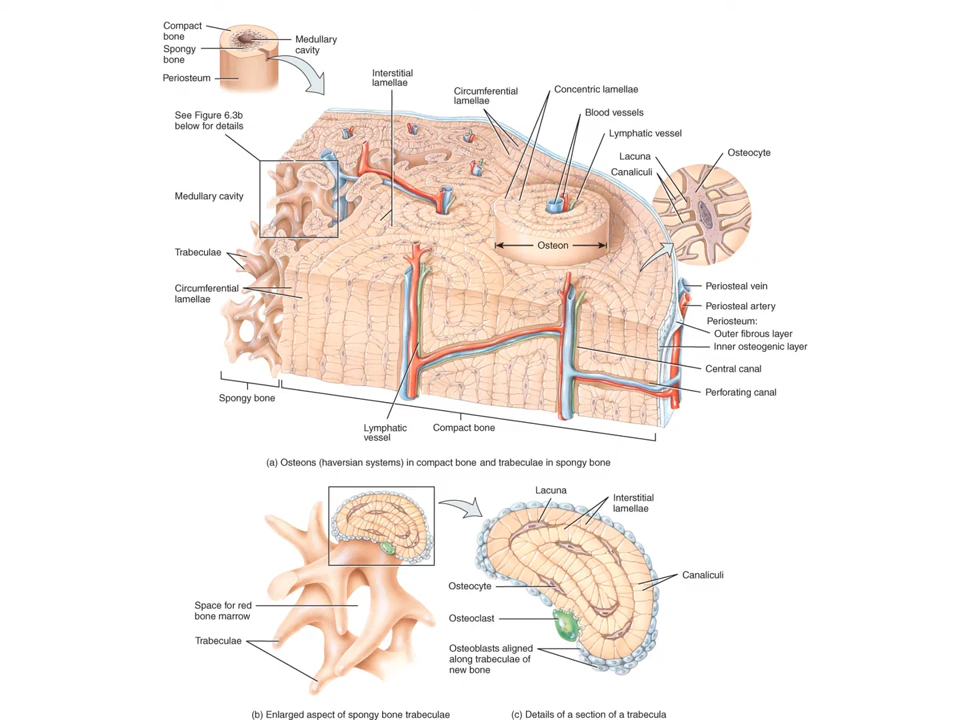 Compact
bone
Spongy
bone
Periosteum
Medullary
cavity
See Figure 6.3b
below for details
Interstitial
lamellae
Circumferential
lamellae
Concentric lamellae
Blood vessels
Lymphatic vessel
Lacuna
Canaliculi
Osteocyte
Medullary cavity
Osteon
Trabeculae
Circumferential
lamellae
Periosteal vein
Periosteal artery
Periosteum:
Outer fibrous layer
Inner osteogenic layer
Central canal
Perforating canal
Spongy bone
Lymphatic
vessel
Compact bone
(a) Osteons (haversian systems) in compact bone and trabeculae in spongy bone
Space for red
bone marrow
Trabeculae
Lacuna
Interstitial
lamellae
Canaliculi
Osteocyte
Osteoclast
Osteoblasts aligned
along trabeculae of
new bone
(b) Enlarged aspect of spongy bone trabeculae
(c) Details of a section of a trabecula